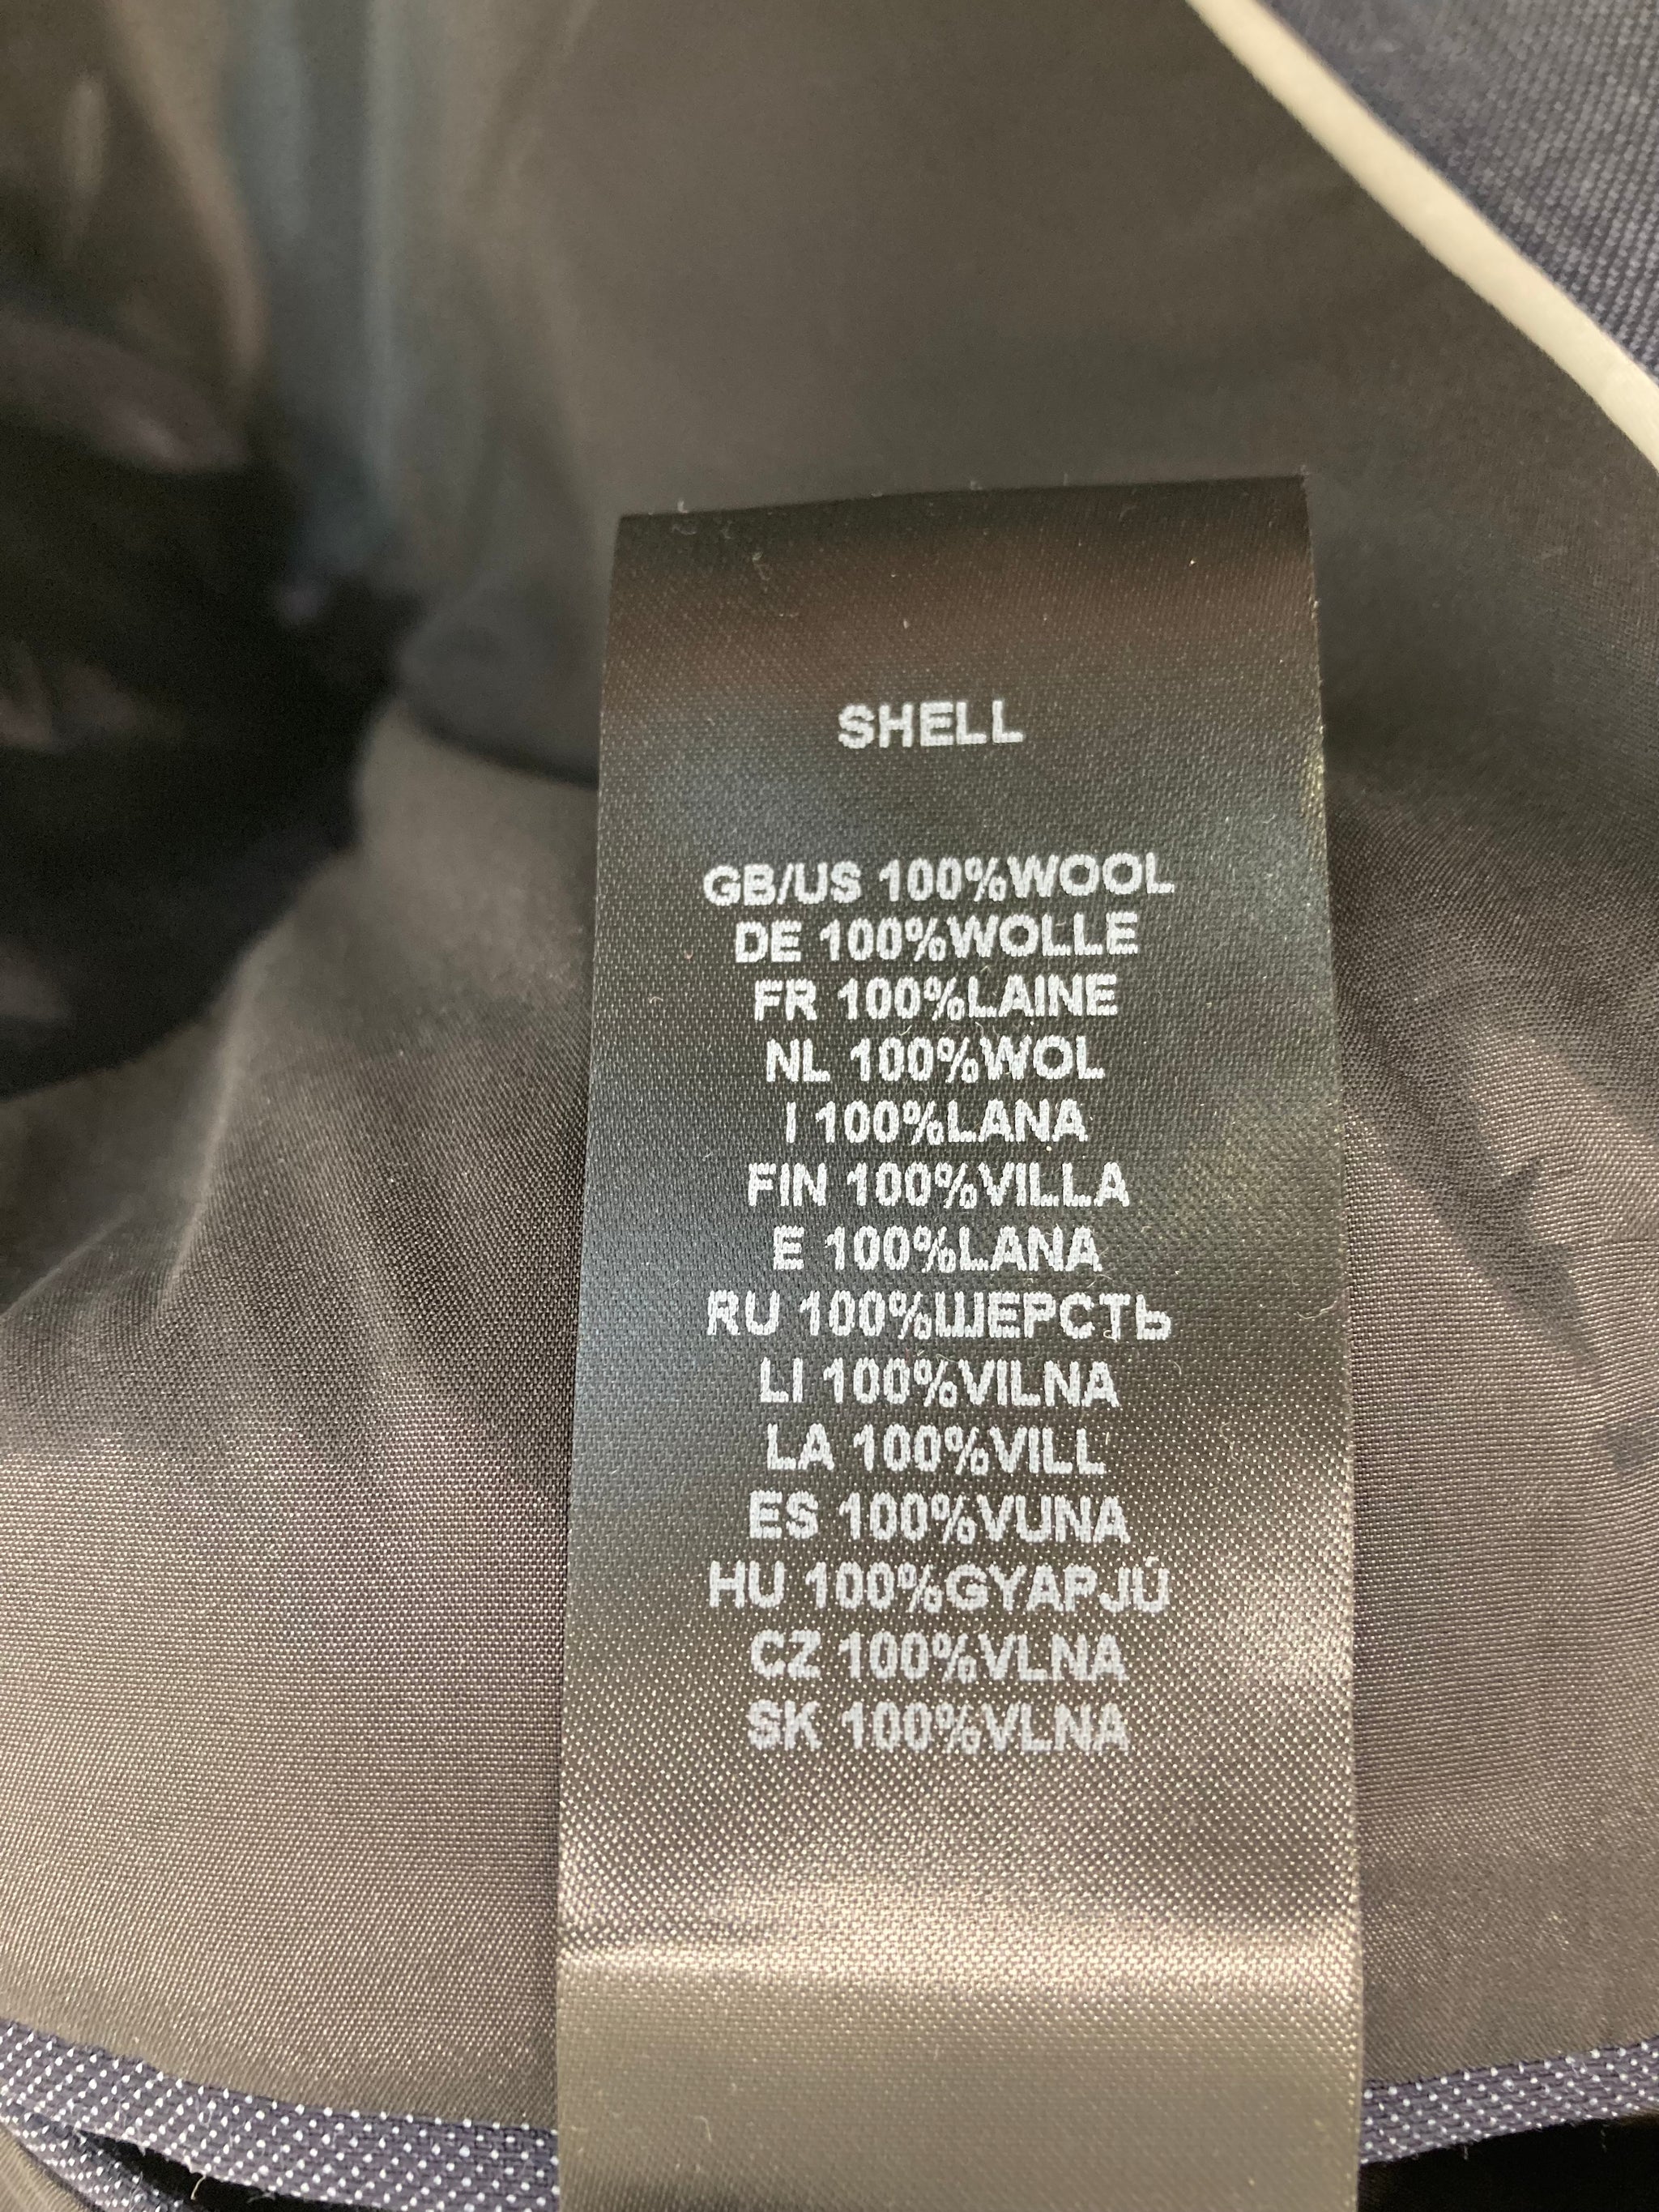 SHELL
GB/US 100%WOOL
DE 100%WOLLE
FR 100%LAINE
NL 100%WOL
I 100%LANA
FIN 100%VILLA
E 100%LANA
RU 100%ШЕРСТЬ
LI 100%VILNA
LA 100%VILL
ES 100%VUNA
HU 100%GYAPJÚ
CZ 100%VLNA
SK 100%VLNA